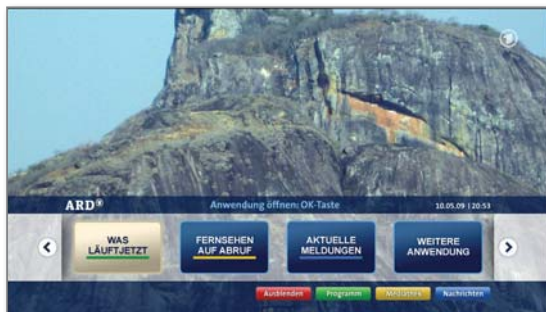 ARD
Anwendung öffnen: OK-Taste
10.05.09 | 20:53
WAS
LÄUFTJETZT
FERNSEHEN
AUF ABRUF
AKTUELLE
MELDUNGEN
WEITERE
ANWENDUNG
Ausblenden
Programm
Mediathek
Nachrichten